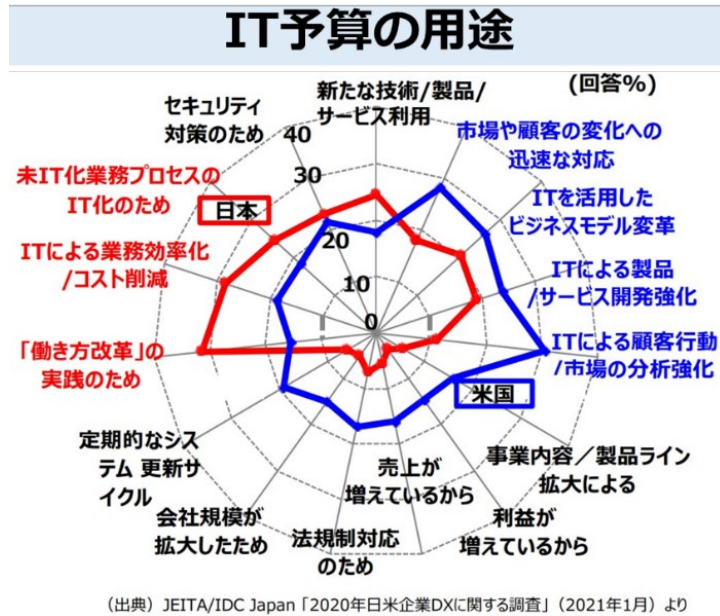 IT予算の用途
(回答%)
新たな技術/製品/
サービス利用
市場や顧客の変化への
迅速な対応
ITを活用した
ビジネスモデル変革
ITによる製品
/サービス開発強化
ITによる顧客行動
/市場の分析強化
事業内容／製品ライン
拡大による
利益が
増えているから
売上が
増えているから
法規制対応
のため
会社規模が
拡大したため
定期的なシス
テム 更新サ
イクル
「働き方改革」の
実践のため
ITによる業務効率化
/コスト削減
未IT化業務プロセスの
IT化のため
セキュリティ
対策のため
40
30
20
10
0
日本
米国
（出典）JEITA/IDC Japan「2020年日米企業DXに関する調査」（2021年1月）より